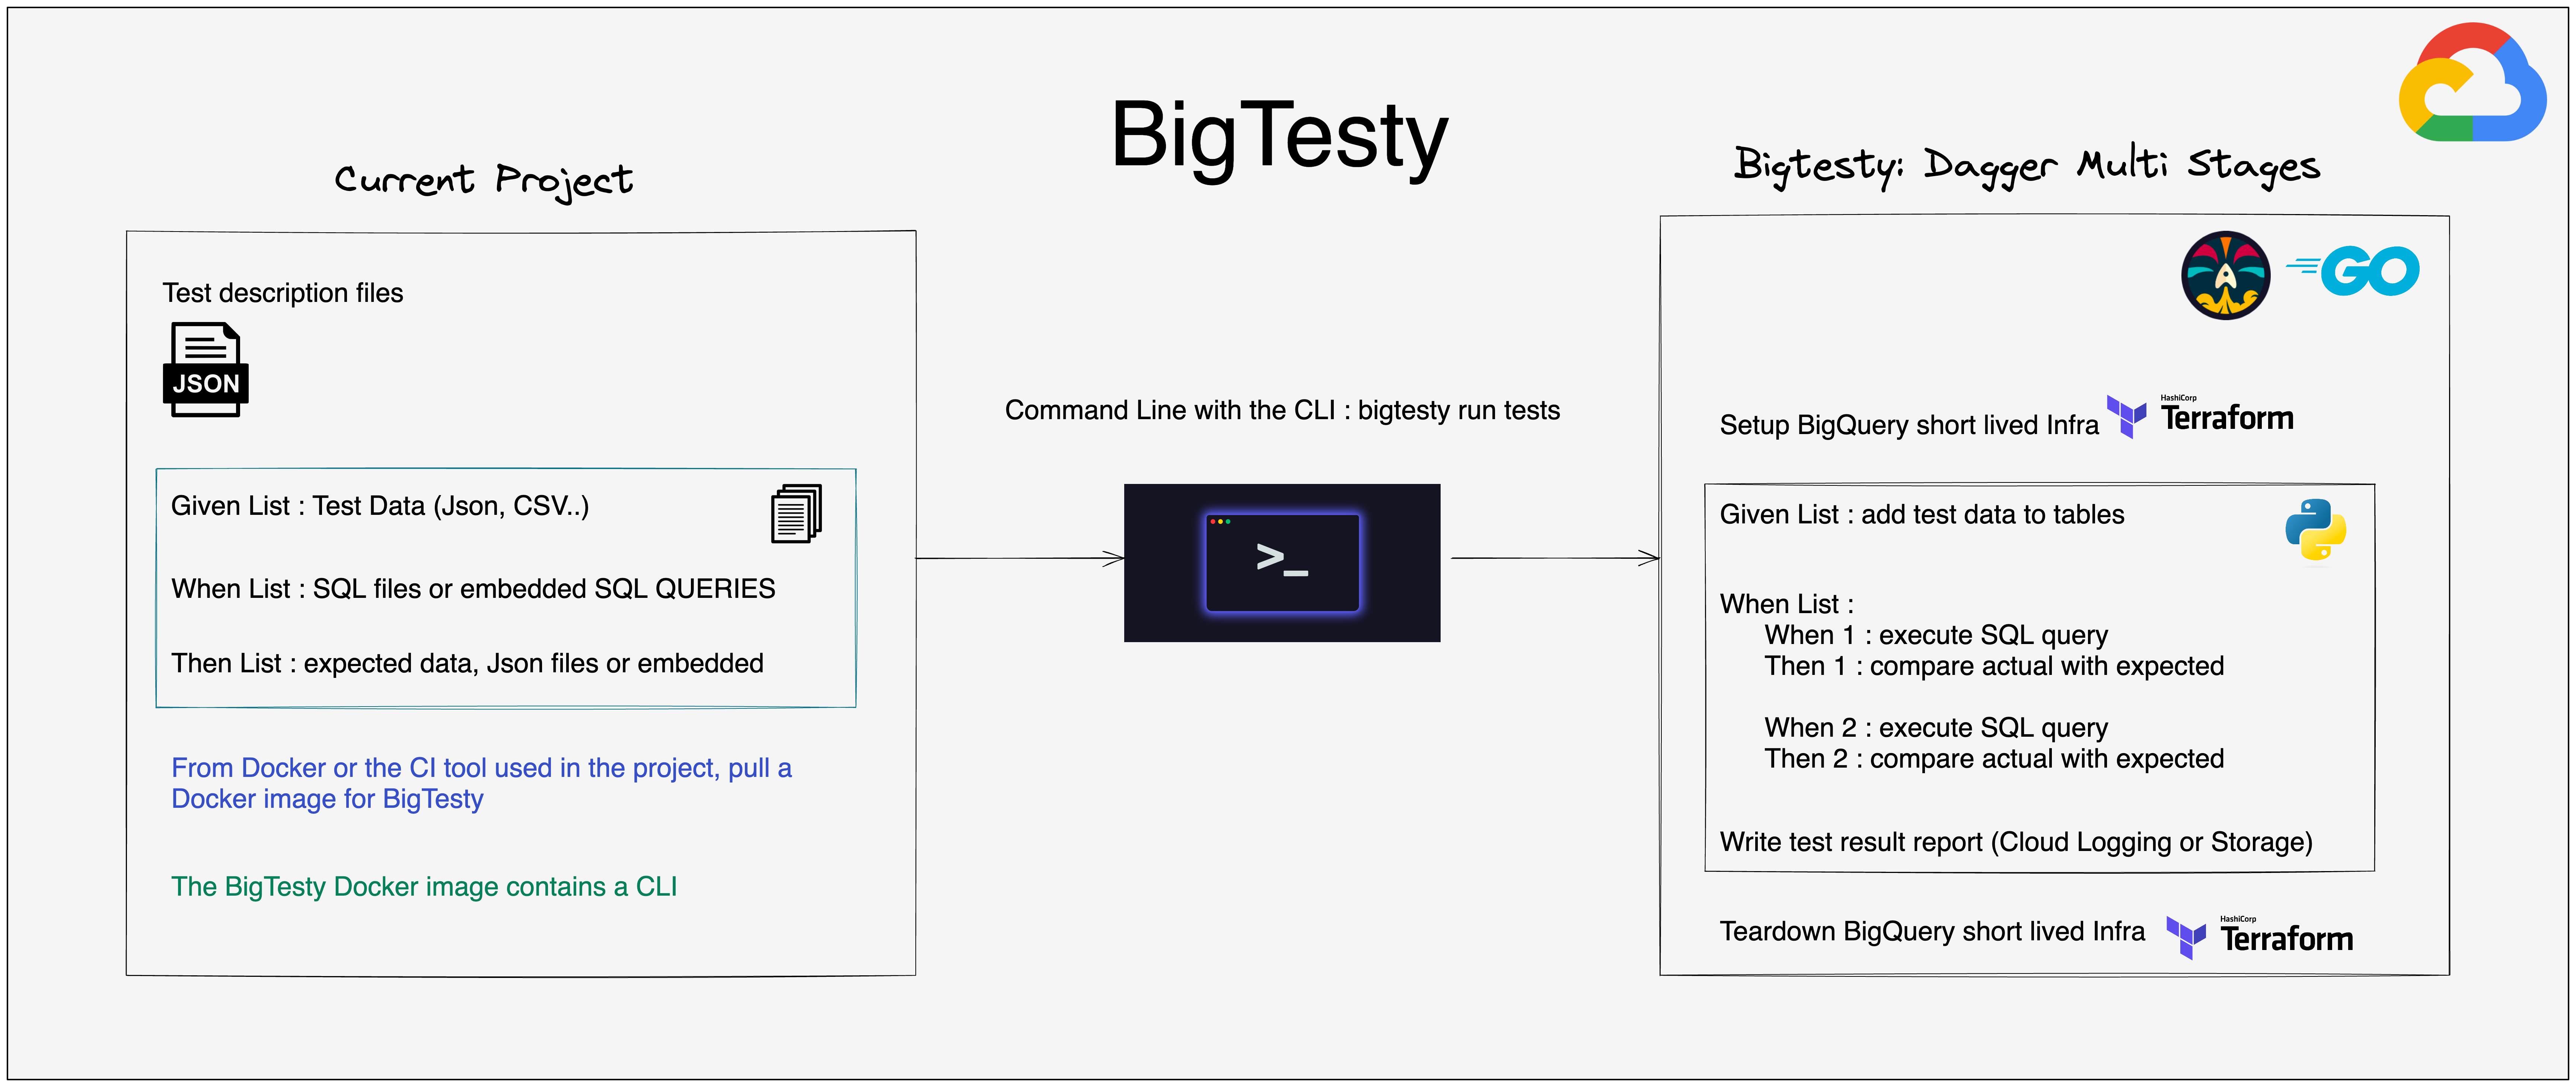 BigTesty
Current Project
Test description files
JSON
Given List : Test Data (Json, CSV..)
When List : SQL files or embedded SQL QUERIES
Then List : expected data, Json files or embedded
From Docker or the CI tool used in the project, pull a
Docker image for BigTesty
The BigTesty Docker image contains a CLI
Command Line with the CLI : bigtesty run tests
>_
Bigtesty: Dagger Multi Stages
GO
Setup BigQuery short lived Infra
HashiCorp
Terraform
Given List : add test data to tables
When List :
When 1 : execute SQL query
Then 1 : compare actual with expected
When 2 : execute SQL query
Then 2 : compare actual with expected
Write test result report (Cloud Logging or Storage)
Teardown BigQuery short lived Infra
HashiCorp
Terraform